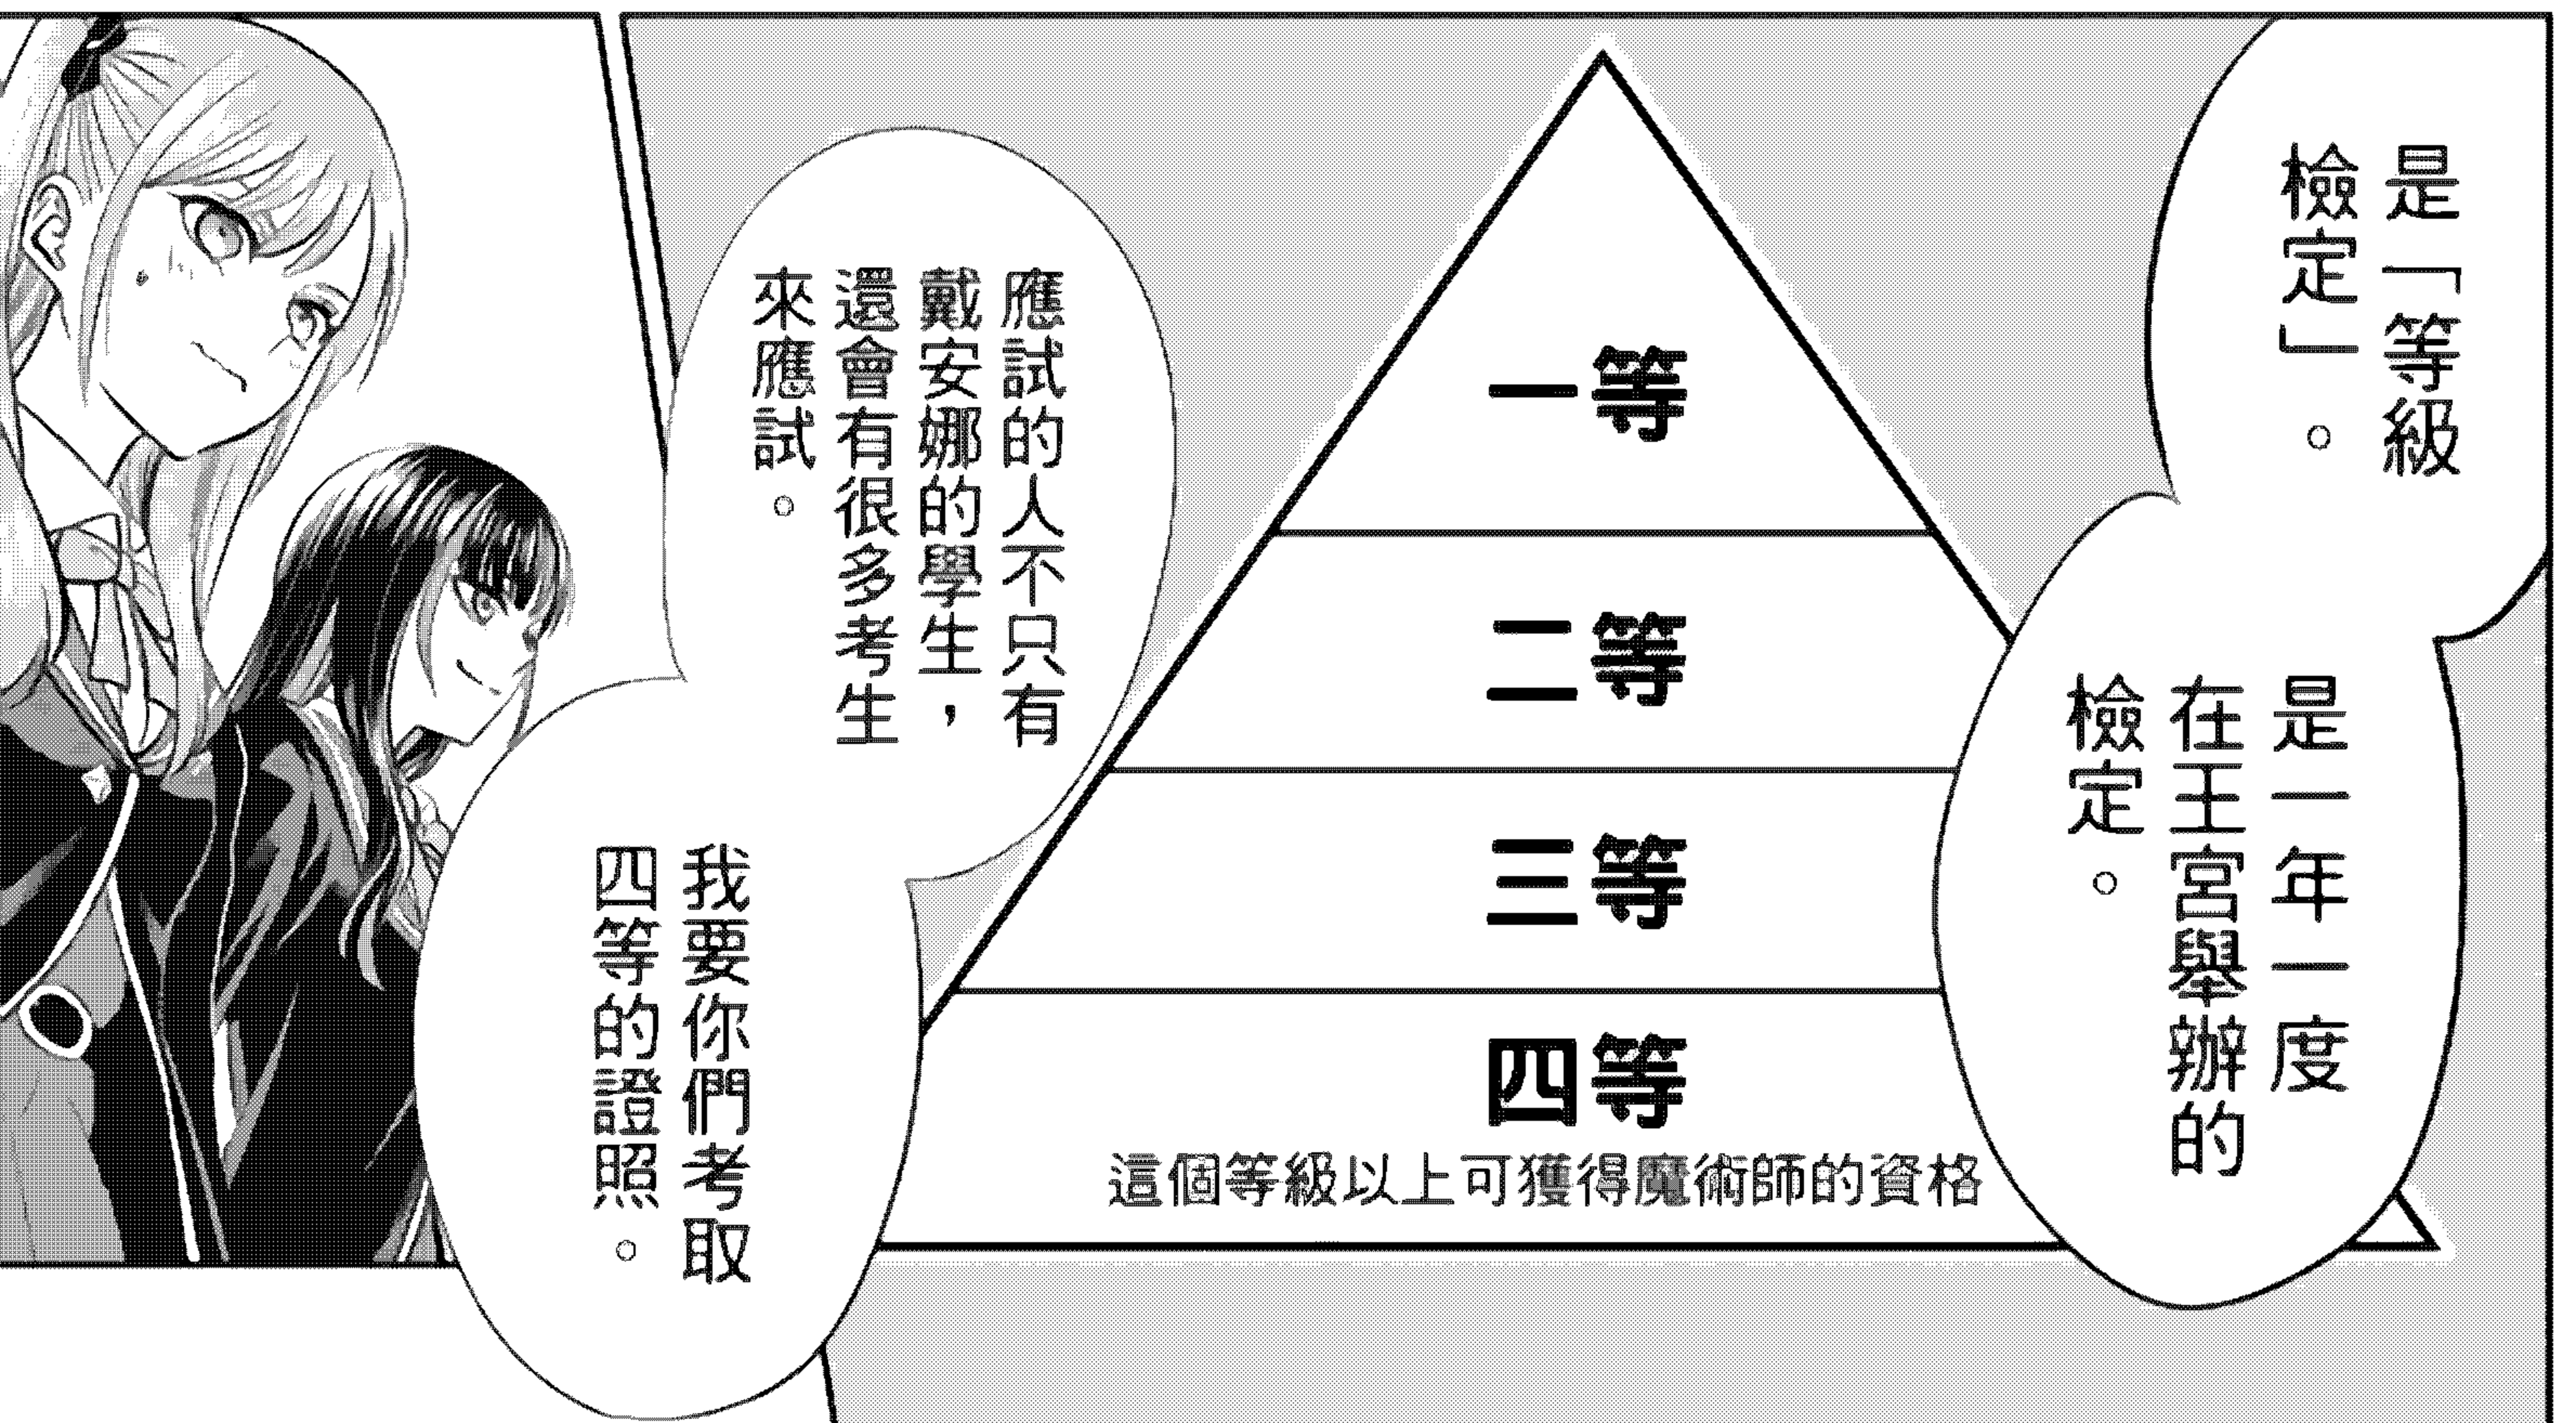 是「等級
檢定」。
是一年一度
在王宮舉辦的
檢定。
一等
二等
三等
四等
這個等級以上可獲得魔術師的資格
應試的人不只有
戴安娜的學生，
還會有很多考生
來應試。
我要你們考取
四等的證照。